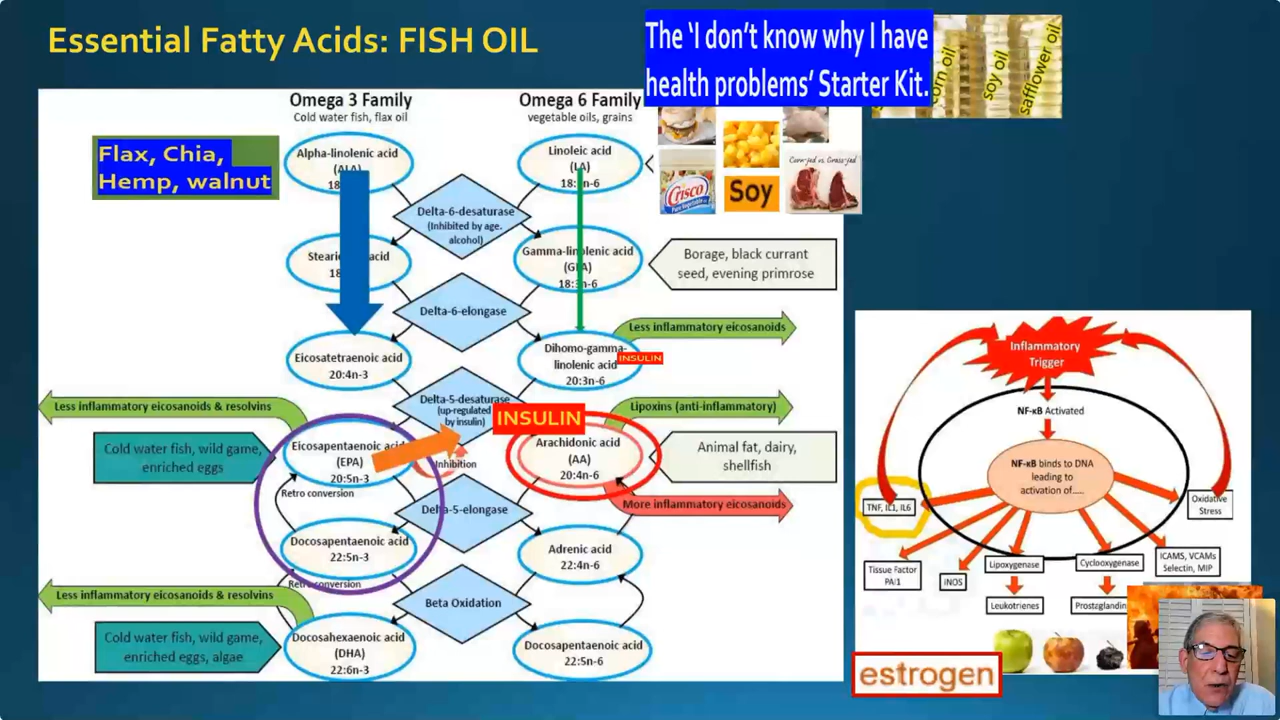 Essential Fatty Acids: FISH OIL
The ‘I don’t know why I have
health problems’ Starter Kit.
corn oil
soy oil
safflower oil
Omega 3 Family
Cold water fish, flax oil
Omega 6 Family
vegetable oils, grains
Flax, Chia,
Hemp, walnut
Alpha-linolenic acid
(ALA)
18
Linoleic acid
(LA)
18: n-6
Crisco
Soy
Corn-fed vs. Grass-fed
Delta-6-desaturase
(Inhibited by age.
alcohol)
acid
18
Gamma-linolenic acid
(GLA)
18:3n-6
Borage, black currant
seed, evening primrose
Delta-6-elongase
Less inflammatory eicosanoids
Eicosatetraenoic acid
20:4n-3
Dihomo-gamma-
linolenic acid
20:3n-6
INSULIN
Delta-5-desaturase
(up-regulated
by insulin)
INSULIN
Less inflammatory eicosanoids & resolvins
Lipoxins (anti-inflammatory)
Cold water fish, wild game,
enriched eggs
Eicosapentaenoic acid
(EPA)
20:5n-3
Inhibition
Arachidonic acid
(AA)
20:4n-6
Animal fat, dairy,
shellfish
Retro conversion
Delta-5-elongase
More inflammatory eicosanoids
Docosapentaenoic acid
22:5n-3
Adrenic acid
22:4n-6
Retro conversion
Less inflammatory eicosanoids & resolvins
Beta Oxidation
Cold water fish, wild game,
enriched eggs, algae
Docosahexaenoic acid
(DHA)
22:6n-3
Docosapentaenoic acid
22:5n-6
Inflammatory
Trigger
NF-κB Activated
NF-κB binds to DNA
leading to
activation of.....
TNF, IL1, IL6
Oxidative
Stress
Tissue Factor
PAI1
iNOS
Lipoxygenase
Cyclooxygenase
ICAMS, VCAMs
Selectin, MIP
Leukotrienes
estrogen